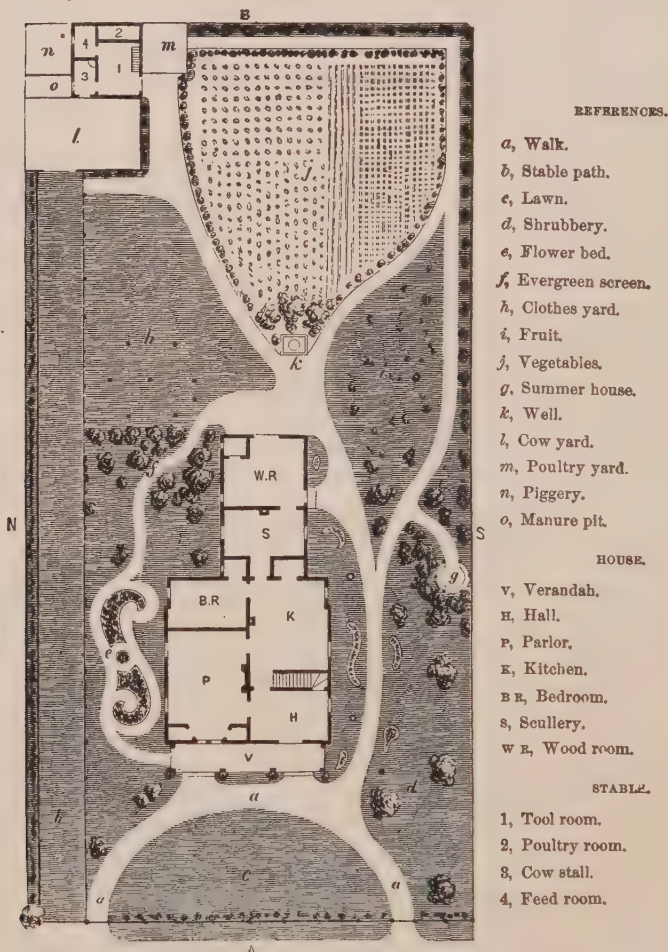 B
n 4 2 m
3 1
o
l.
j
h
i
k
f
W.R
N
S
S
g
B.R
K
e
P
H
V
a
d
b
c
a a
A
REFERENCES.
a, Walk.
b, Stable path.
c, Lawn.
d, Shrubbery.
e, Flower bed.
f, Evergreen screen.
h, Clothes yard.
i, Fruit.
j, Vegetables.
g, Summer house.
k, Well.
l, Cow yard.
m, Poultry yard.
n, Piggery.
o, Manure pit.
HOUSE.
V, Verandah.
H, Hall.
P, Parlor.
K, Kitchen.
B R, Bedroom.
S, Scullery.
W R, Wood room.
STABLE.
1, Tool room.
2, Poultry room.
3, Cow stall.
4, Feed room.